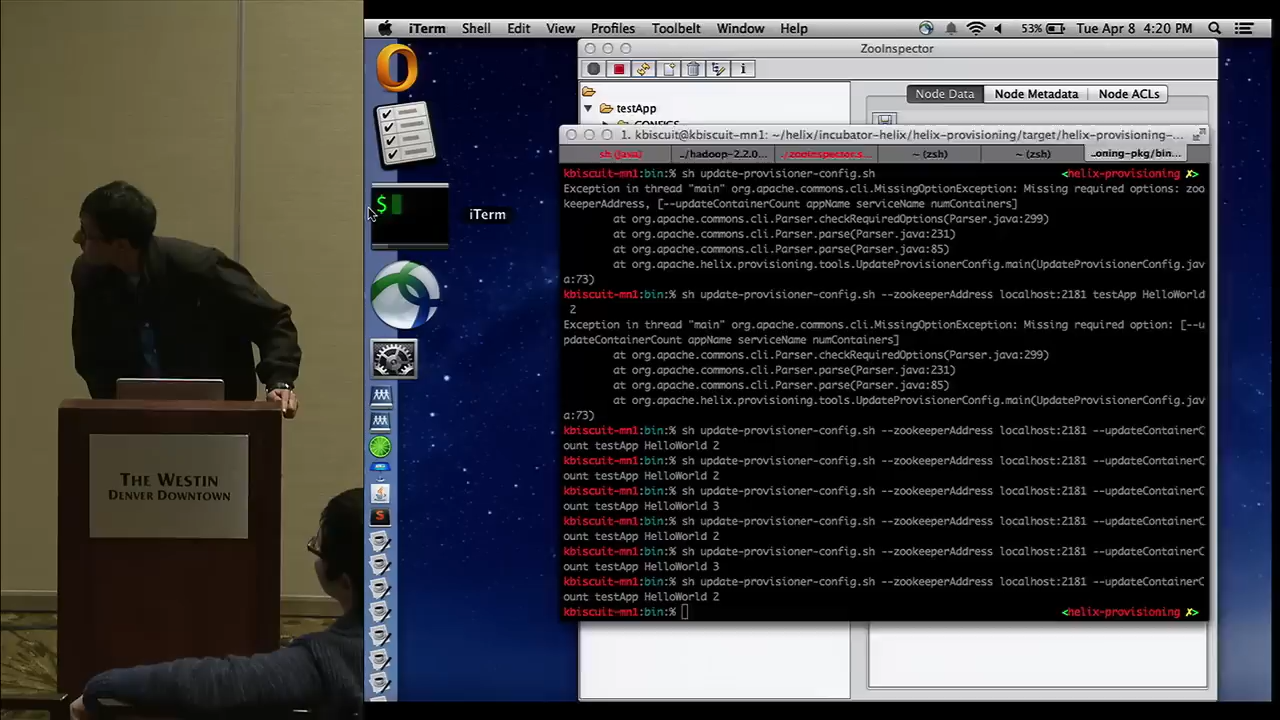 iTerm Shell Edit View Profiles Toolbelt Window Help 53% Tue Apr 8 4:20 PM
ZooInspector
testApp
CONFIGS
Node Data Node Metadata Node ACLs
1. kbiscuit@kbiscuit-mn1: ~/helix/incubator-helix/helix-provisioning/target/helix-provisioning-...
sh (java) ../hadoop-2.2.0... ./zooinspector.s... ~ (zsh) ~ (zsh) ..oning-pkg/bin...
kbiscuit-mn1:bin:% sh update-provisioner-config.sh <helix-provisioning ✗>
Exception in thread "main" org.apache.commons.cli.MissingOptionException: Missing required options: zoo
keeperAddress, [--updateContainerCount appName serviceName numContainers]
at org.apache.commons.cli.Parser.checkRequiredOptions(Parser.java:299)
at org.apache.commons.cli.Parser.parse(Parser.java:231)
at org.apache.commons.cli.Parser.parse(Parser.java:85)
at org.apache.helix.provisioning.tools.UpdateProvisionerConfig.main(UpdateProvisionerConfig.jav
a:73)
kbiscuit-mn1:bin:% sh update-provisioner-config.sh --zookeeperAddress localhost:2181 testApp HelloWorld
2
Exception in thread "main" org.apache.commons.cli.MissingOptionException: Missing required option: [--u
pdateContainerCount appName serviceName numContainers]
at org.apache.commons.cli.Parser.checkRequiredOptions(Parser.java:299)
at org.apache.commons.cli.Parser.parse(Parser.java:231)
at org.apache.commons.cli.Parser.parse(Parser.java:85)
at org.apache.helix.provisioning.tools.UpdateProvisionerConfig.main(UpdateProvisionerConfig.jav
a:73)
kbiscuit-mn1:bin:% sh update-provisioner-config.sh --zookeeperAddress localhost:2181 --updateContainerC
ount testApp HelloWorld 2
kbiscuit-mn1:bin:% sh update-provisioner-config.sh --zookeeperAddress localhost:2181 --updateContainerC
ount testApp HelloWorld 2
kbiscuit-mn1:bin:% sh update-provisioner-config.sh --zookeeperAddress localhost:2181 --updateContainerC
ount testApp HelloWorld 3
kbiscuit-mn1:bin:% sh update-provisioner-config.sh --zookeeperAddress localhost:2181 --updateContainerC
ount testApp HelloWorld 2
kbiscuit-mn1:bin:% sh update-provisioner-config.sh --zookeeperAddress localhost:2181 --updateContainerC
ount testApp HelloWorld 3
kbiscuit-mn1:bin:% sh update-provisioner-config.sh --zookeeperAddress localhost:2181 --updateContainerC
ount testApp HelloWorld 2
kbiscuit-mn1:bin:% <helix-provisioning ✗>
$
iTerm
THE WESTIN
DENVER DOWNTOWN